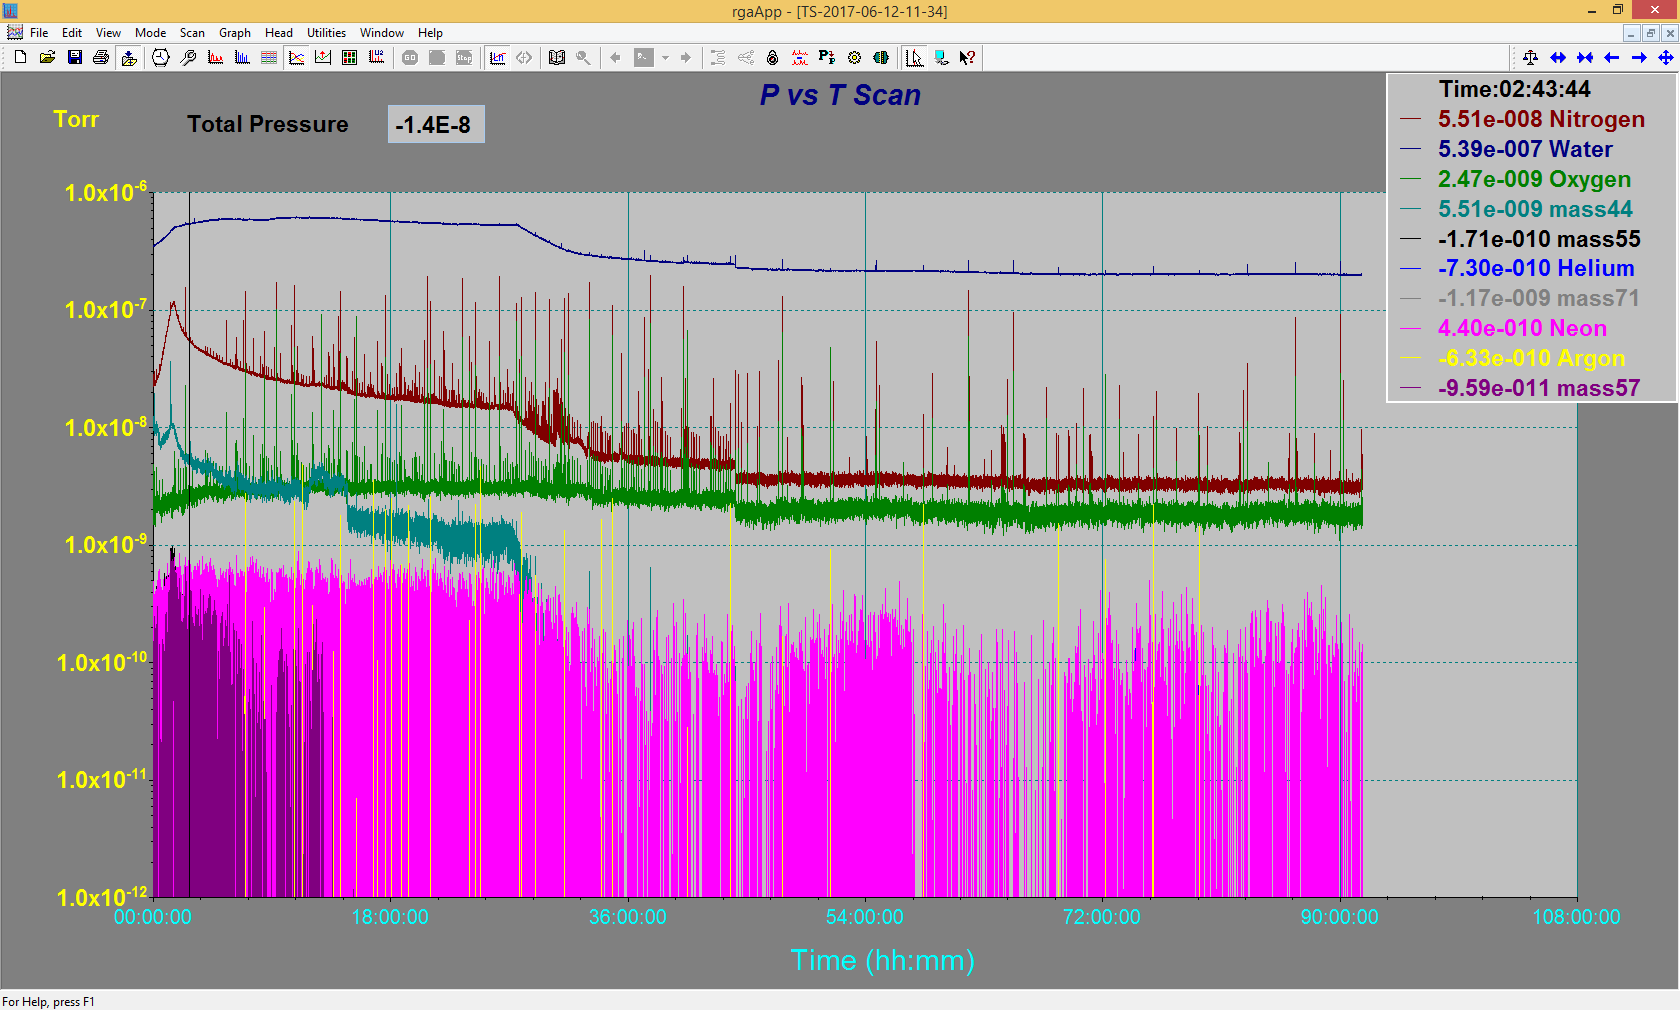 rgaApp - [TS-2017-06-12-11-34]
File Edit View Mode Scan Graph Head Utilities Window Help
GO Stop
P vs T Scan
Torr
Total Pressure -1.4E-8
Time:02:43:44
5.51e-008 Nitrogen
5.39e-007 Water
2.47e-009 Oxygen
5.51e-009 mass44
-1.71e-010 mass55
-7.30e-010 Helium
-1.17e-009 mass71
4.40e-010 Neon
-6.33e-010 Argon
-9.59e-011 mass57
1.0x10-6
1.0x10-7
1.0x10-8
1.0x10-9
1.0x10-10
1.0x10-11
1.0x10-12
00:00:00 18:00:00 36:00:00 54:00:00 72:00:00 90:00:00 108:00:00
Time (hh:mm)
For Help, press F1